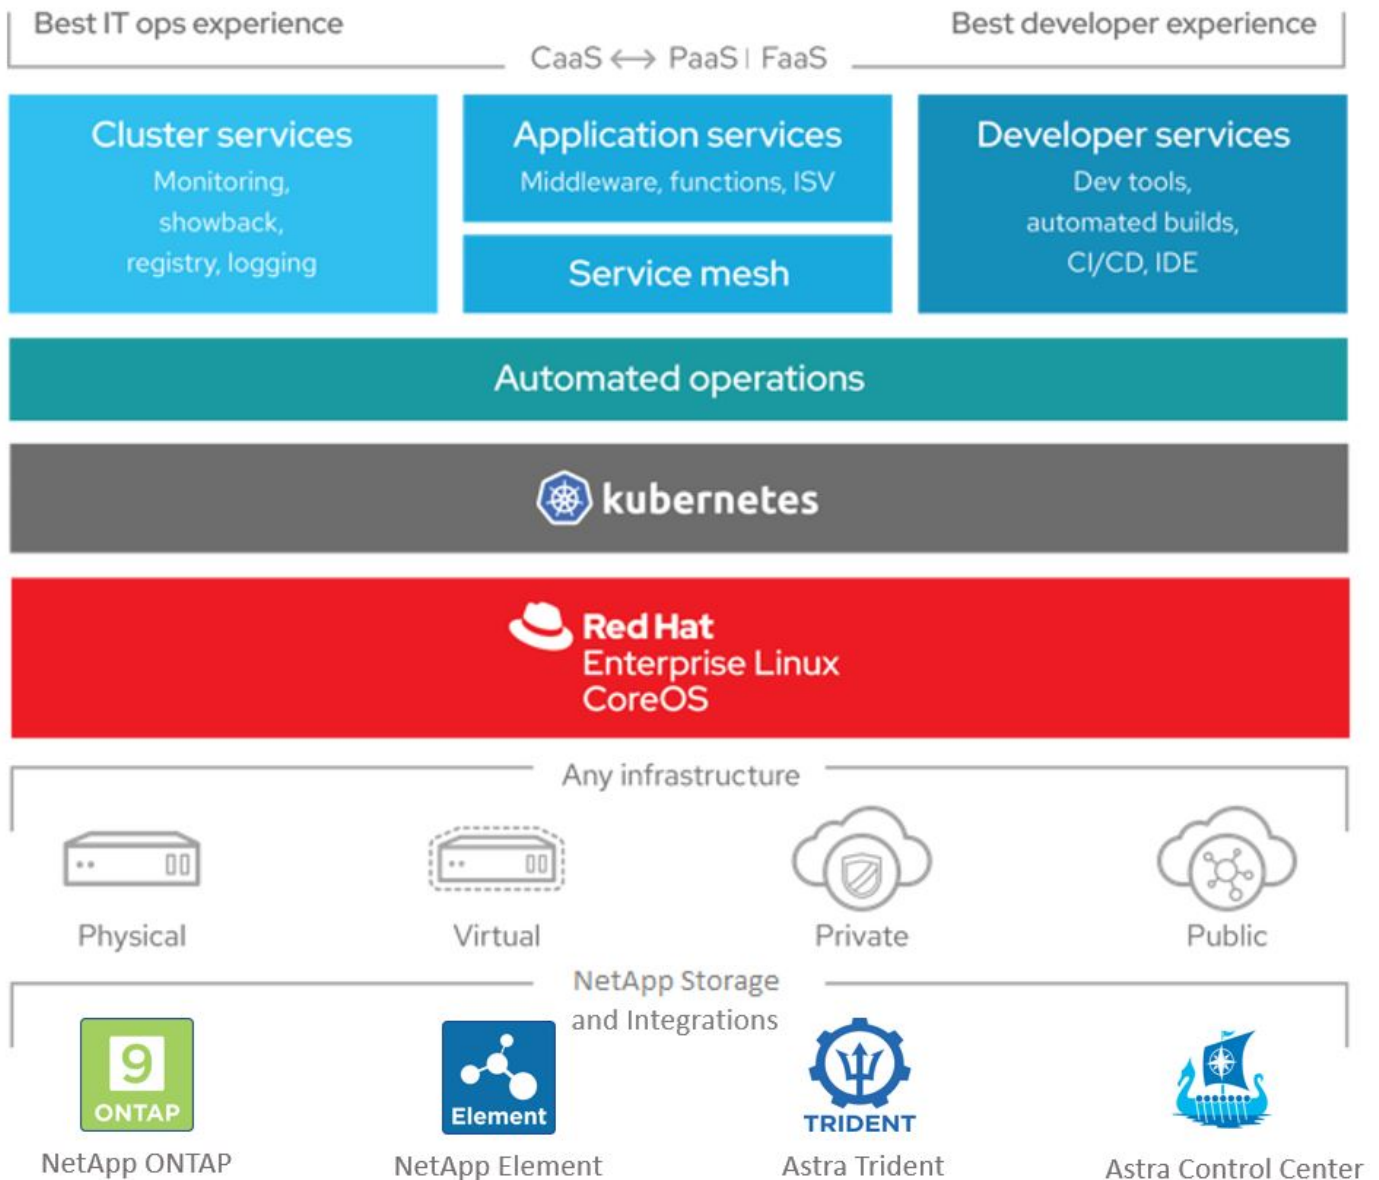 Best IT ops experience
Best developer experience
CaaS ↔ PaaS | FaaS
Cluster services
Monitoring,
showback,
registry, logging
Application services
Middleware, functions, ISV
Service mesh
Developer services
Dev tools,
automated builds,
CI/CD, IDE
Automated operations
kubernetes
Red Hat
Enterprise Linux
CoreOS
Any infrastructure
Physical
Virtual
Private
Public
NetApp Storage
and Integrations
9
ONTAP
Element
TRIDENT
NetApp ONTAP
NetApp Element
Astra Trident
Astra Control Center